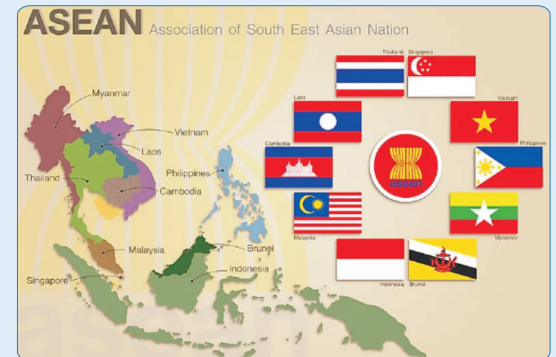 ASEAN Association of South East Asian Nation
Thailand Singapore
Myanmar
Laos
Vietnam
Vietnam
Laos
Philippines
Cambodia
Philippines
Thailand
Cambodia
asean
Malaysia
Brunei
Malaysia
Myanmar
Indonesia
Singapore
Indonesia Brunei
asean